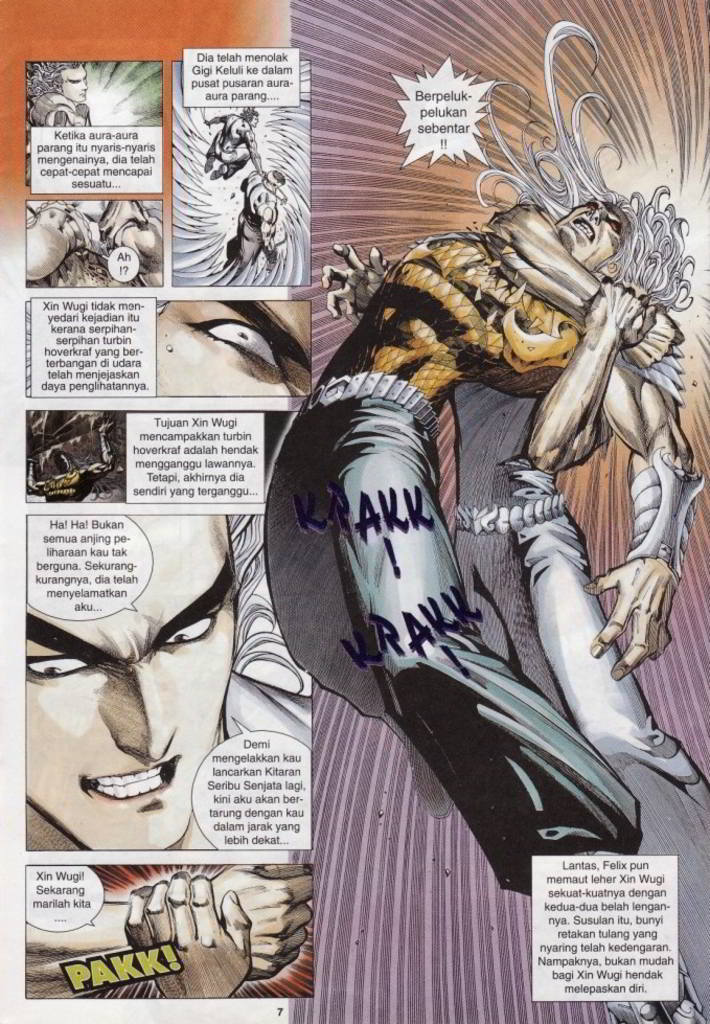 Ketika aura-aura
parang itu nyaris-nyaris
mengenainya, dia telah
cepat-cepat mencapai
sesuatu...
Dia telah menolak
Gigi Keluli ke dalam
pusat pusaran aura-
aura parang....
Ah
!?
Xin Wugi tidak men-
yedari kejadian itu
kerana serpihan-
serpihan turbin
hoverkraf yang ber-
terbangan di udara
telah menjejaskan
daya penglihatannya.
Tujuan Xin Wugi
mencampakkan turbin
hoverkraf adalah hendak
mengganggu lawannya.
Tetapi, akhirnya dia
sendiri yang terganggu...
Ha! Ha! Bukan
semua anjing pe-
liharaan kau tak
berguna. Sekurang-
kurangnya, dia telah
menyelamatkan
aku...
Demi
mengelakkan kau
lancarkan Kitaran
Seribu Senjata lagi,
kini aku akan ber-
tarung dengan kau
dalam jarak yang
lebih dekat...
Xin Wugi!
Sekarang
marilah kita
....
PAKK!
Berpeluk-
pelukan
sebentar
!!
KRAKK
!
KRAKK
!
Lantas, Felix pun
memaut leher Xin Wugi
sekuat-kuatnya dengan
kedua-dua belah lengan-
nya. Susulan itu, bunyi
retakan tulang yang
nyaring telah kedengaran.
Nampaknya, bukan mudah
bagi Xin Wugi hendak
melepaskan diri.
7